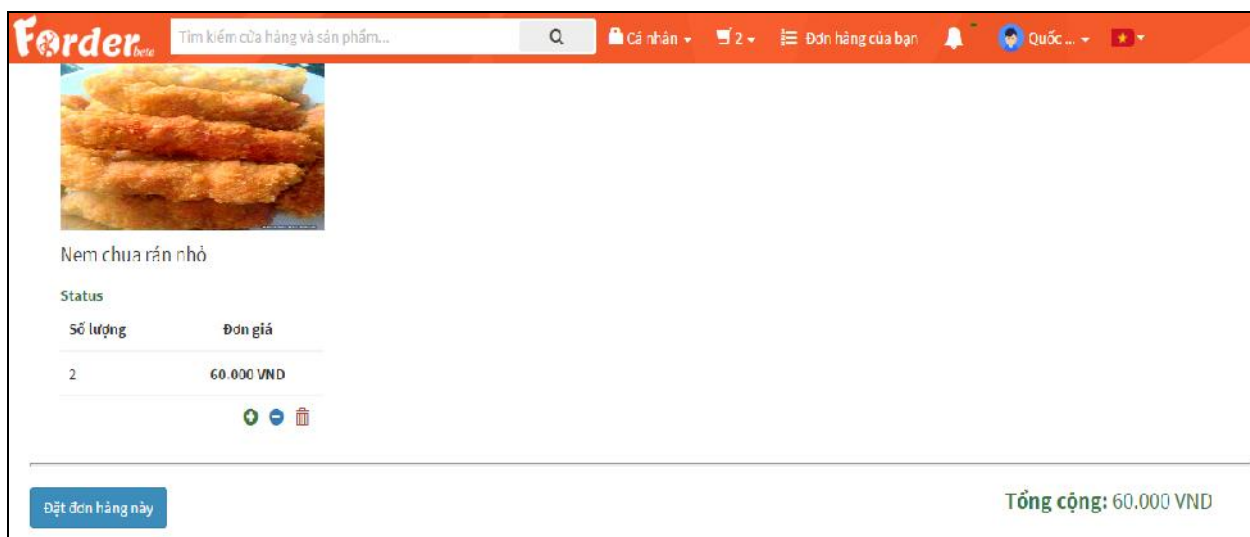 Forder beta
Tìm kiếm cửa hàng và sản phẩm...
Cá nhân
2
Đơn hàng của bạn
Quốc ...
Nem chua rán nhỏ
Status
Số lượng Đơn giá
2 60.000 VND
Đặt đơn hàng này
Tổng cộng: 60.000 VND